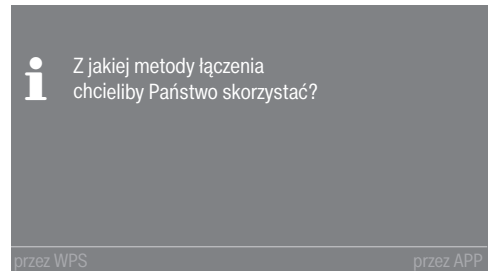 Z jakiej metody łączenia
chcieliby Państwo skorzystać?
przez WPS
przez APP